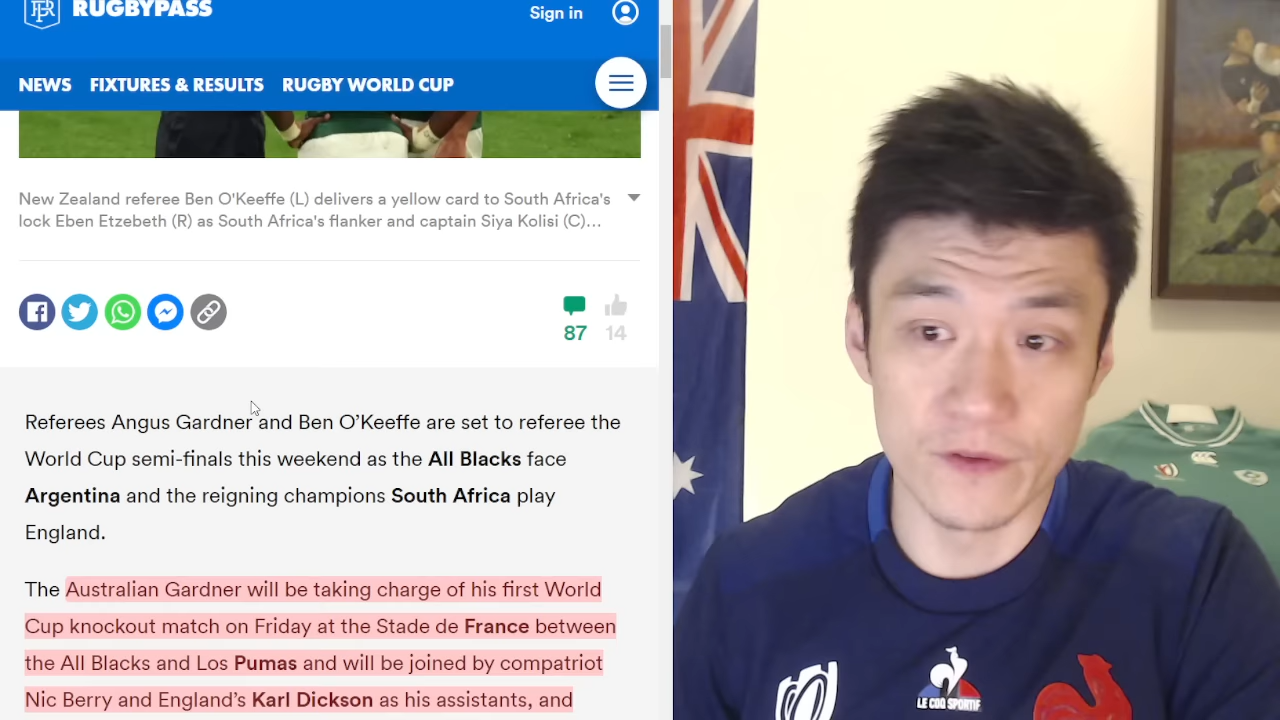 RUGBYPASS
Sign in
NEWS FIXTURES & RESULTS RUGBY WORLD CUP
New Zealand referee Ben O'Keeffe (L) delivers a yellow card to South Africa's
lock Eben Etzebeth (R) as South Africa's flanker and captain Siya Kolisi (C)...
87 14
Referees Angus Gardner and Ben O’Keeffe are set to referee the
World Cup semi-finals this weekend as the All Blacks face
Argentina and the reigning champions South Africa play
England.
The Australian Gardner will be taking charge of his first World
Cup knockout match on Friday at the Stade de France between
the All Blacks and Los Pumas and will be joined by compatriot
Nic Berry and England’s Karl Dickson as his assistants, and
LE COQ SPORTIF